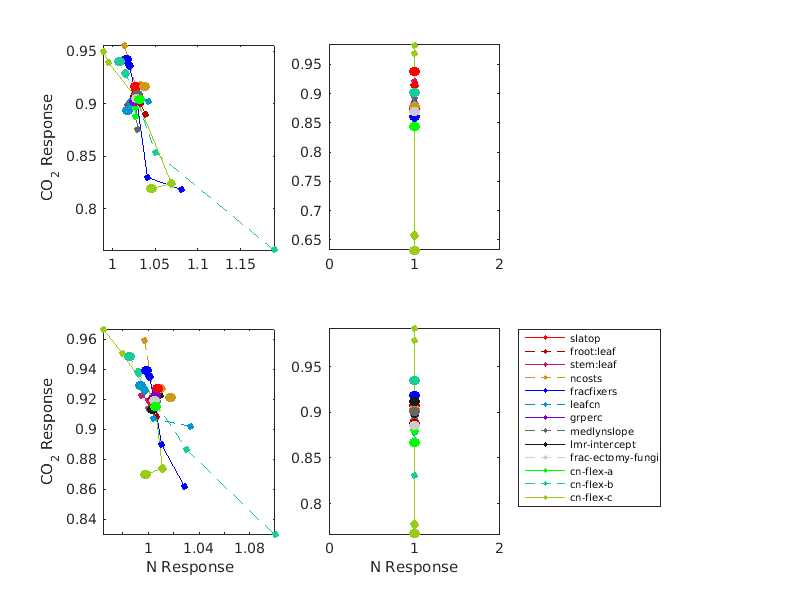 0.95
0.9
0.85
0.8
1
1.05
1.1
1.15
CO2 Response
0.95
0.9
0.85
0.8
0.75
0.7
0.65
0
1
2
0.96
0.94
0.92
0.9
0.88
0.86
0.84
1
1.04
1.08
CO2 Response
N Response
0.95
0.9
0.85
0.8
0
1
2
N Response
slatop
froot:leaf
stem:leaf
ncosts
fracfixers
leafcn
grperc
medlynslope
lmr-intercept
frac-ectomy-fungi
cn-flex-a
cn-flex-b
cn-flex-c